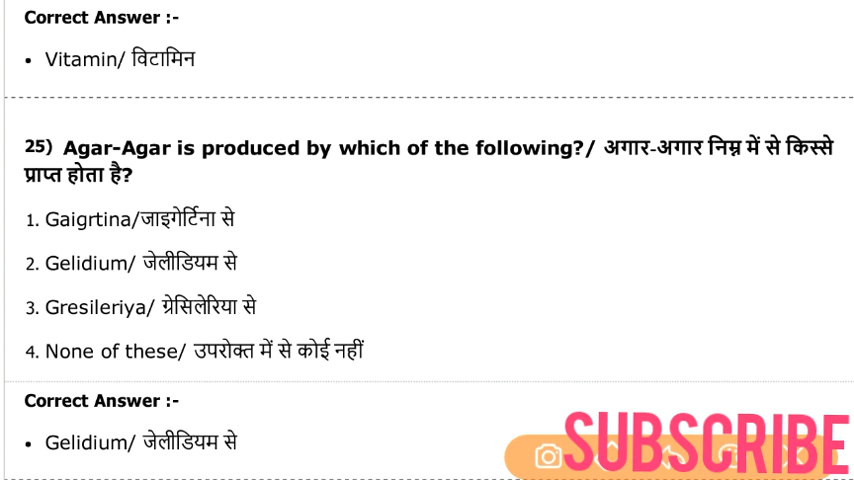 Correct Answer :-
• Vitamin/ विटामिन
25) Agar-Agar is produced by which of the following?/ अगार-अगार निम्न में से किस्से
प्राप्त होता है?
1. Gaigrtina/जाइगेर्टिना से
2. Gelidium/ जेलीडियम से
3. Gresileriya/ ग्रेसिलेरिया से
4. None of these/ उपरोक्त में से कोई नहीं
Correct Answer :-
• Gelidium/ जेलीडियम से
SUBSCRIBE